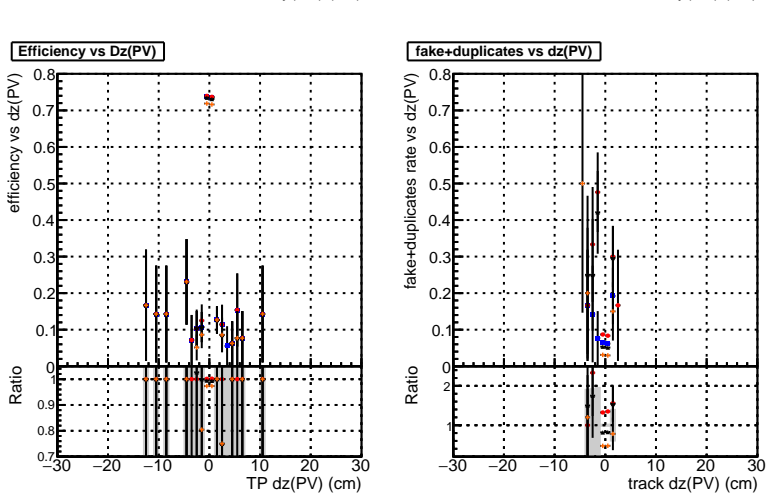 Efficiency vs Dz(PV)
efficiency vs dz(PV)
0.8
0.7
0.6
0.5
0.4
0.3
0.2
0.1
0
Ratio
1
0.9
0.8
0.7
−30 −20 −10 0 10 20 30
TP dz(PV) (cm)
fake+duplicates vs dz(PV)
fake+duplicates rate vs dz(PV)
0.8
0.7
0.6
0.5
0.4
0.3
0.2
0.1
0
Ratio
2
1
−30 −20 −10 0 10 20 30
track dz(PV) (cm)